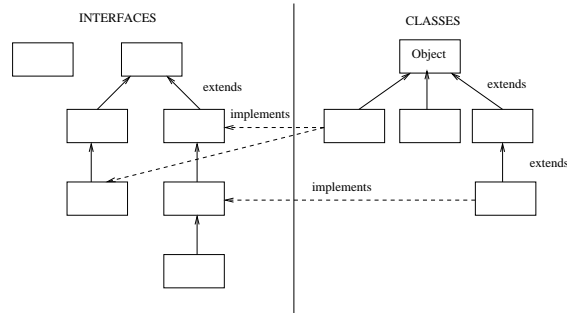 INTERFACES
CLASSES
Object
extends
extends
implements
extends
implements